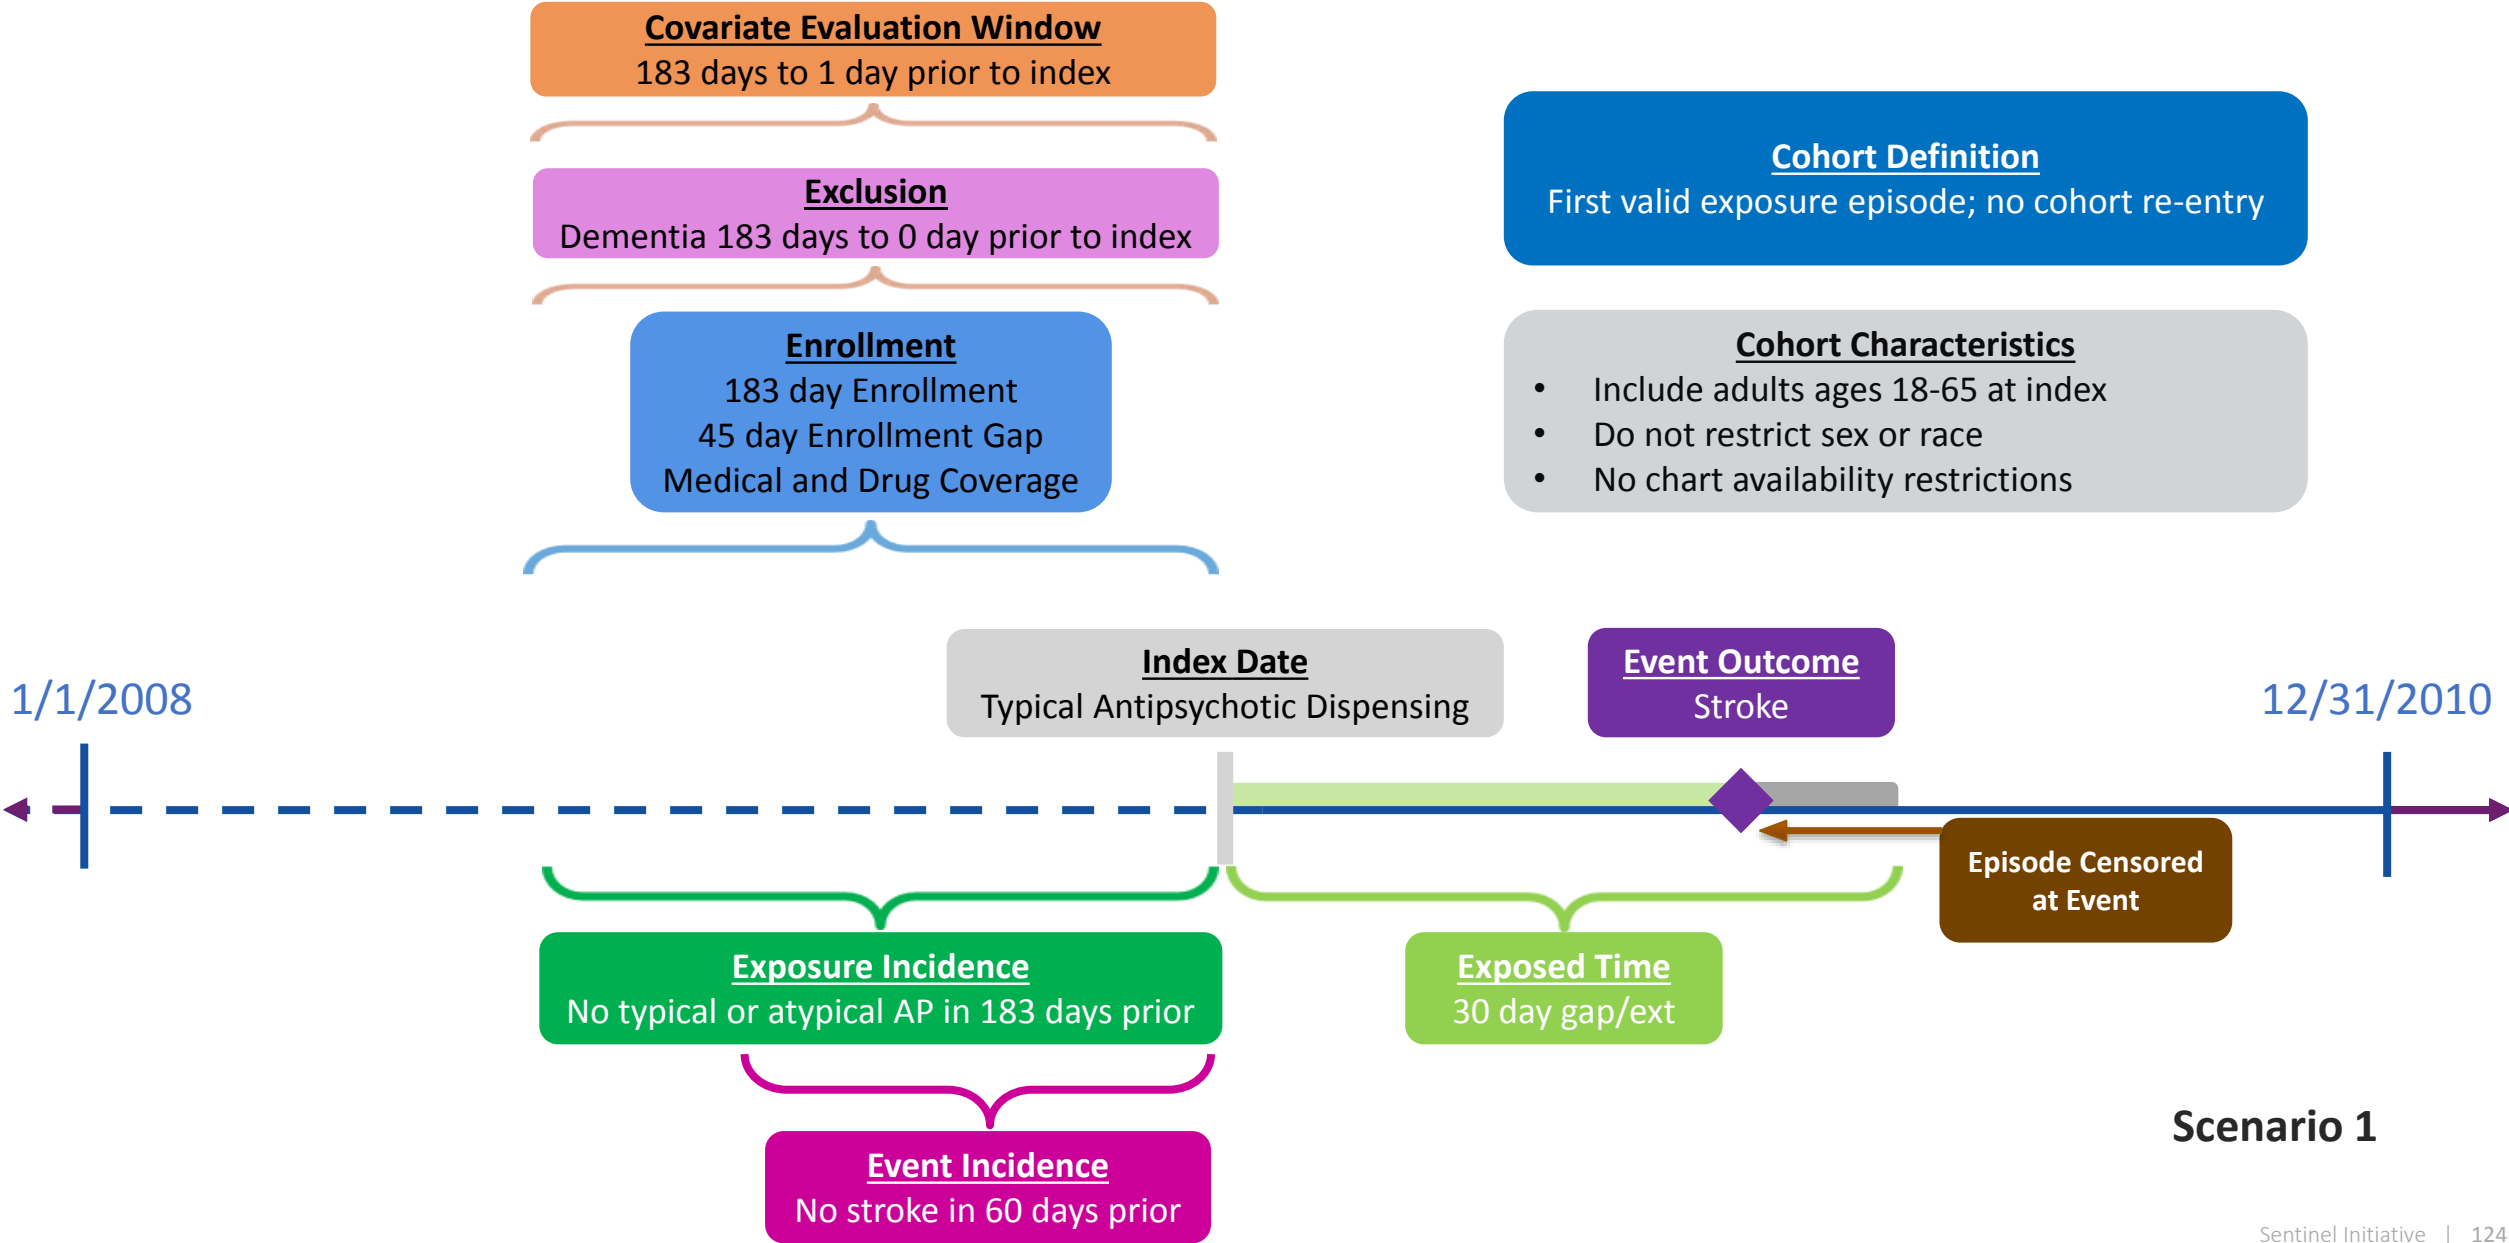 Covariate Evaluation Window
183 days to 1 day prior to index
Exclusion
Dementia 183 days to 0 day prior to index
Enrollment
183 day Enrollment
45 day Enrollment Gap
Medical and Drug Coverage
Cohort Definition
First valid exposure episode; no cohort re-entry
Cohort Characteristics
• Include adults ages 18-65 at index
• Do not restrict sex or race
• No chart availability restrictions
1/1/2008
Index Date
Typical Antipsychotic Dispensing
Event Outcome
Stroke
12/31/2010
Episode Censored
at Event
Exposure Incidence
No typical or atypical AP in 183 days prior
Exposed Time
30 day gap/ext
Event Incidence
No stroke in 60 days prior
Scenario 1
Sentinel Initiative | 124